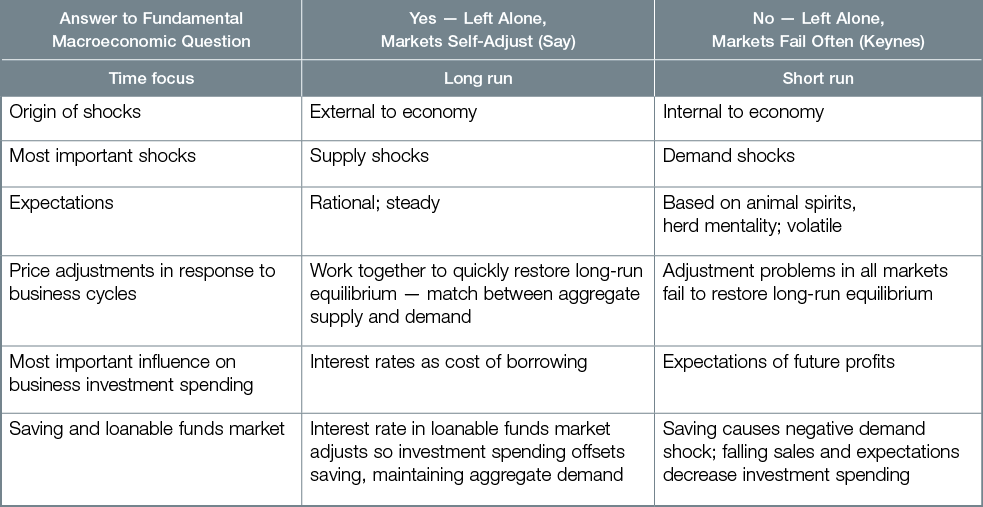 Answer to Fundamental
Macroeconomic Question
Yes — Left Alone,
Markets Self-Adjust (Say)
No — Left Alone,
Markets Fail Often (Keynes)
Time focus
Long run
Short run
Origin of shocks
External to economy
Internal to economy
Most important shocks
Supply shocks
Demand shocks
Expectations
Rational; steady
Based on animal spirits,
herd mentality; volatile
Price adjustments in response to
business cycles
Work together to quickly restore long-run
equilibrium — match between aggregate
supply and demand
Adjustment problems in all markets
fail to restore long-run equilibrium
Most important influence on
business investment spending
Interest rates as cost of borrowing
Expectations of future profits
Saving and loanable funds market
Interest rate in loanable funds market
adjusts so investment spending offsets
saving, maintaining aggregate demand
Saving causes negative demand
shock; falling sales and expectations
decrease investment spending